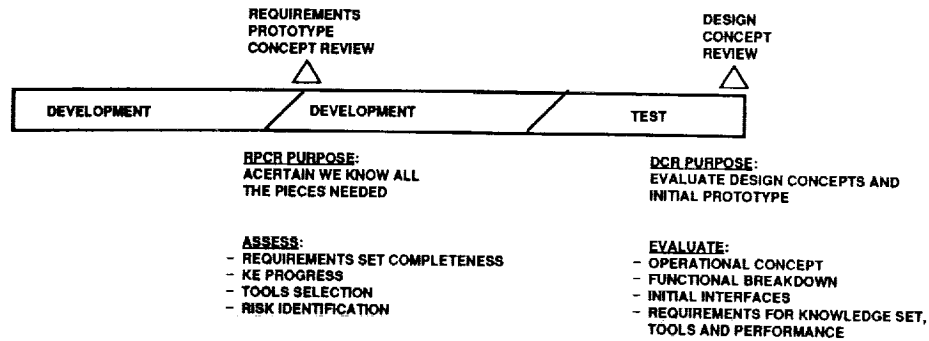 REQUIREMENTS
PROTOTYPE
CONCEPT REVIEW
DESIGN
CONCEPT
REVIEW
DEVELOPMENT
DEVELOPMENT
TEST
RPCR PURPOSE:
ACERTAIN WE KNOW ALL
THE PIECES NEEDED
DCR PURPOSE:
EVALUATE DESIGN CONCEPTS AND
INITIAL PROTOTYPE
ASSESS:
- REQUIREMENTS SET COMPLETENESS
- KE PROGRESS
- TOOLS SELECTION
- RISK IDENTIFICATION
EVALUATE:
- OPERATIONAL CONCEPT
- FUNCTIONAL BREAKDOWN
- INITIAL INTERFACES
- REQUIREMENTS FOR KNOWLEDGE SET,
TOOLS AND PERFORMANCE